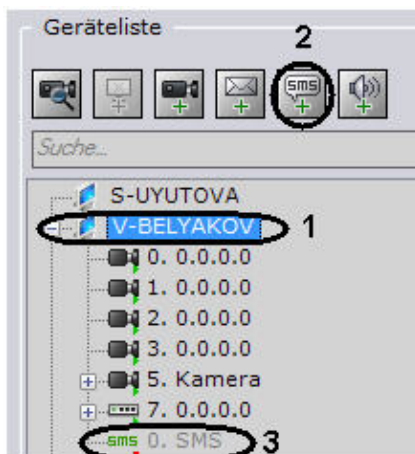 Geräteliste
2
sms
Suche...
S-UYUTOVA
V-BELYAKOV 1
0. 0.0.0.0
1. 0.0.0.0
2. 0.0.0.0
3. 0.0.0.0
5. Kamera
7. 0.0.0.0
sms 0. SMS 3